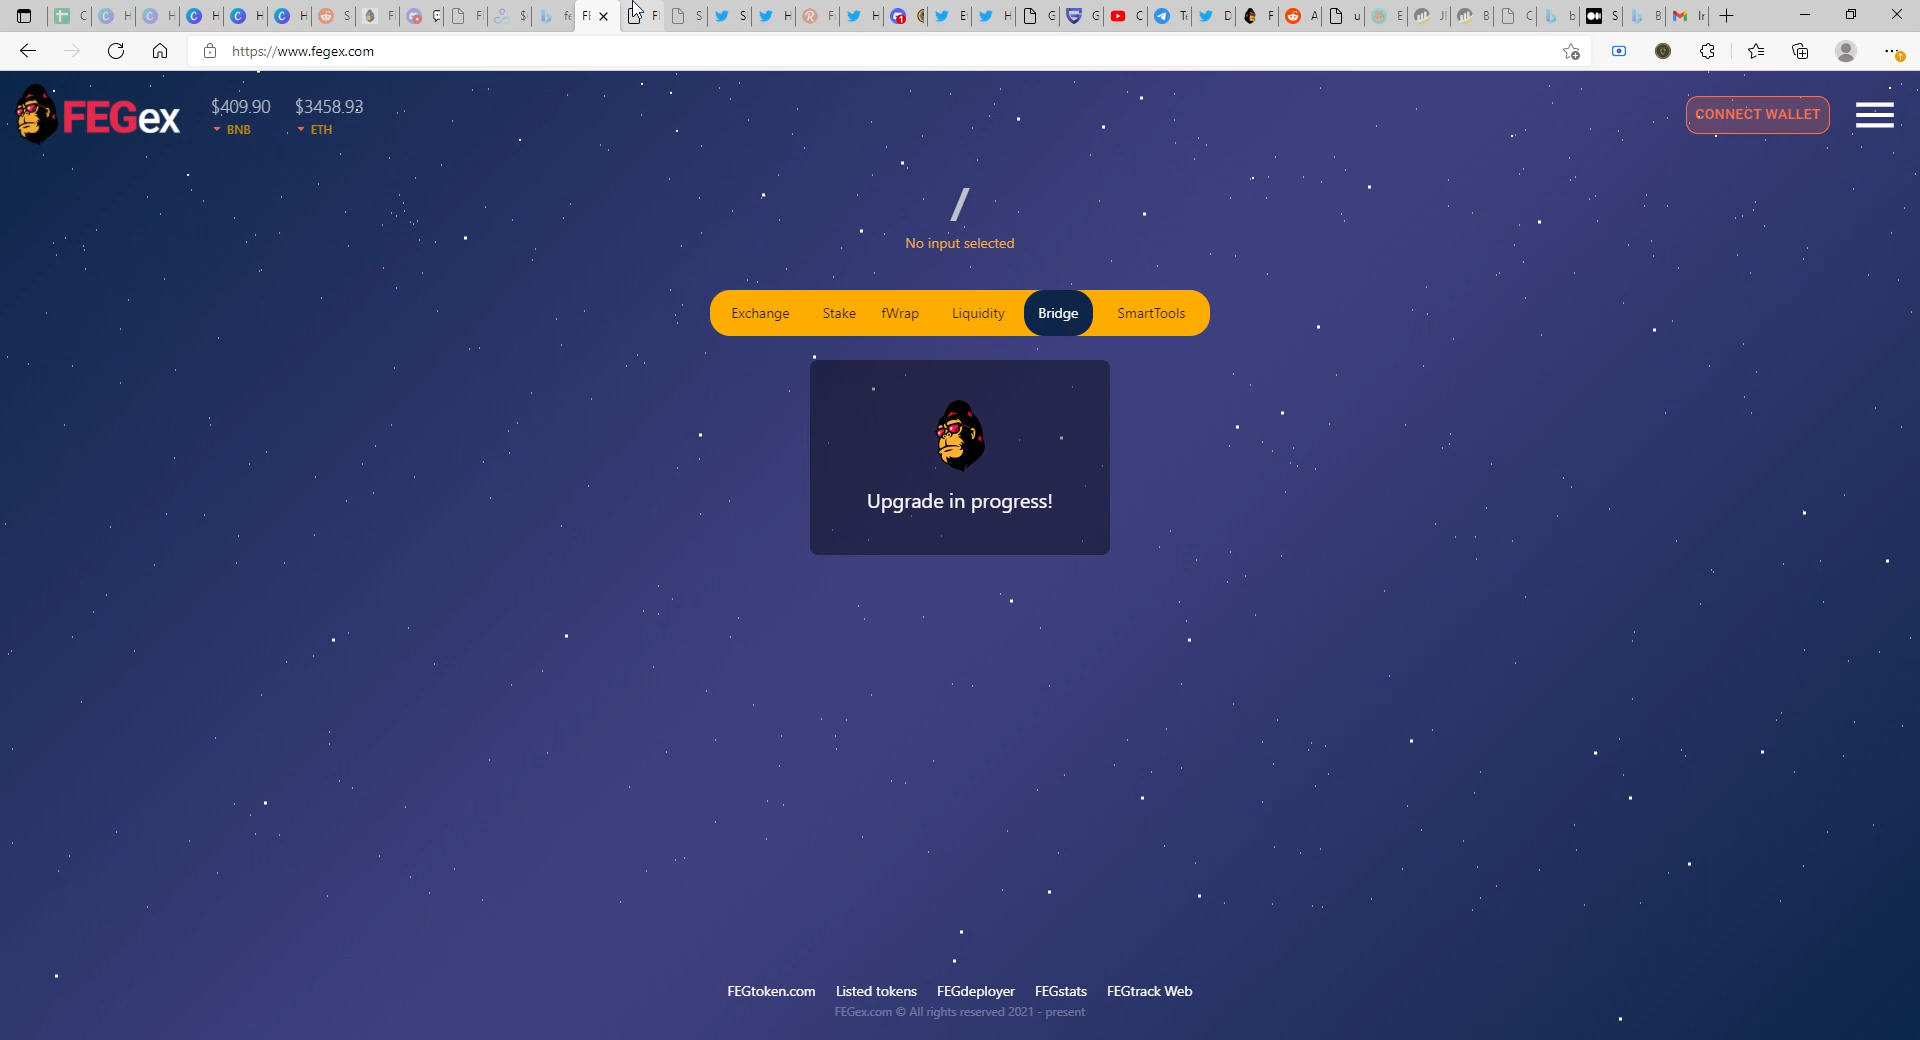 https://www.fegex.com
FEGex
$409.90 $3458.93
BNB ETH
CONNECT WALLET
/
No input selected
Exchange Stake fWrap Liquidity Bridge SmartTools
Upgrade in progress!
FEGtoken.com Listed tokens FEGdeployer FEGstats FEGtrack Web
FEGex.com © All rights reserved 2021 - present